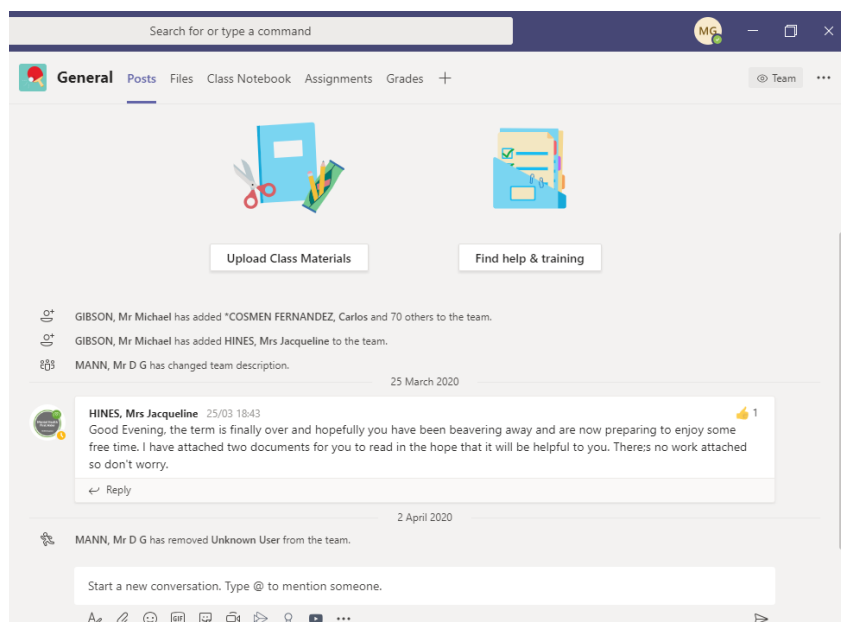 Search for or type a command
MG
General Posts Files Class Notebook Assignments Grades
Team
Upload Class Materials
Find help & training
GIBSON, Mr Michael has added *COSMEN FERNANDEZ, Carlos and 70 others to the team.
GIBSON, Mr Michael has added HINES, Mrs Jacqueline to the team.
MANN, Mr D G has changed team description.
25 March 2020
HINES, Mrs Jacqueline 25/03 18:43
1
Good Evening, the term is finally over and hopefully you have been beavering away and are now preparing to enjoy some
free time. I have attached two documents for you to read in the hope that it will be helpful to you. There;s no work attached
so don't worry.
Reply
2 April 2020
MANN, Mr D G has removed Unknown User from the team.
Start a new conversation. Type @ to mention someone.
GIF